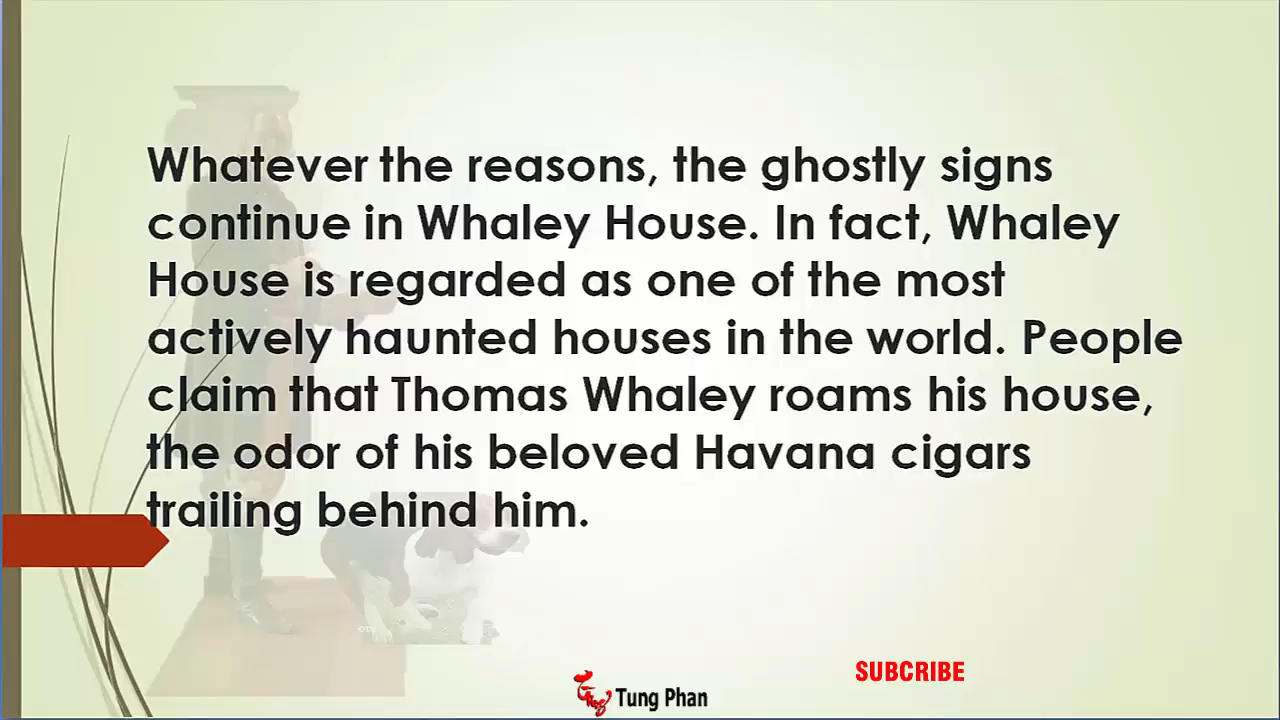 Whatever the reasons, the ghostly signs
continue in Whaley House. In fact, Whaley
House is regarded as one of the most
actively haunted houses in the world. People
claim that Thomas Whaley roams his house,
the odor of his beloved Havana cigars
trailing behind him.
SUBCRIBE
Tung Phan